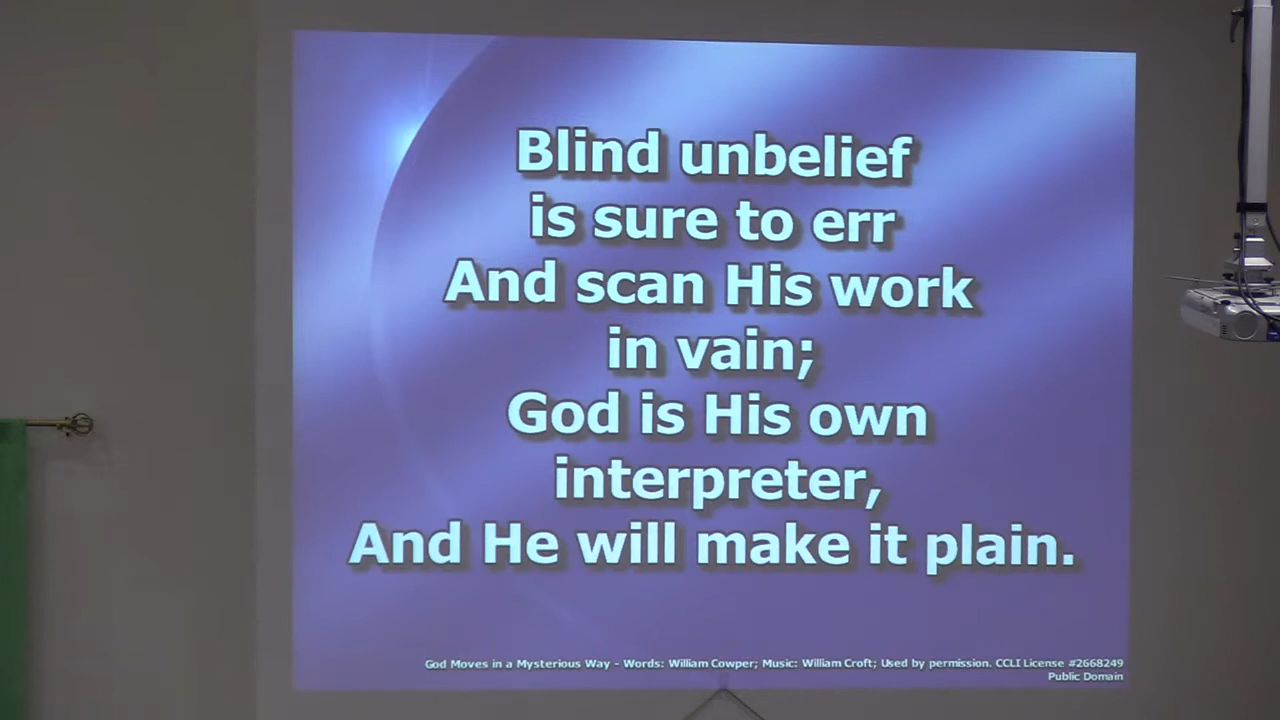 Blind unbelief
is sure to err
And scan His work
in vain;
God is His own
interpreter,
And He will make it plain.
God Moves in a Mysterious Way - Words: William Cowper; Music: William Croft; Used by permission. CCLI License #2668249
Public Domain